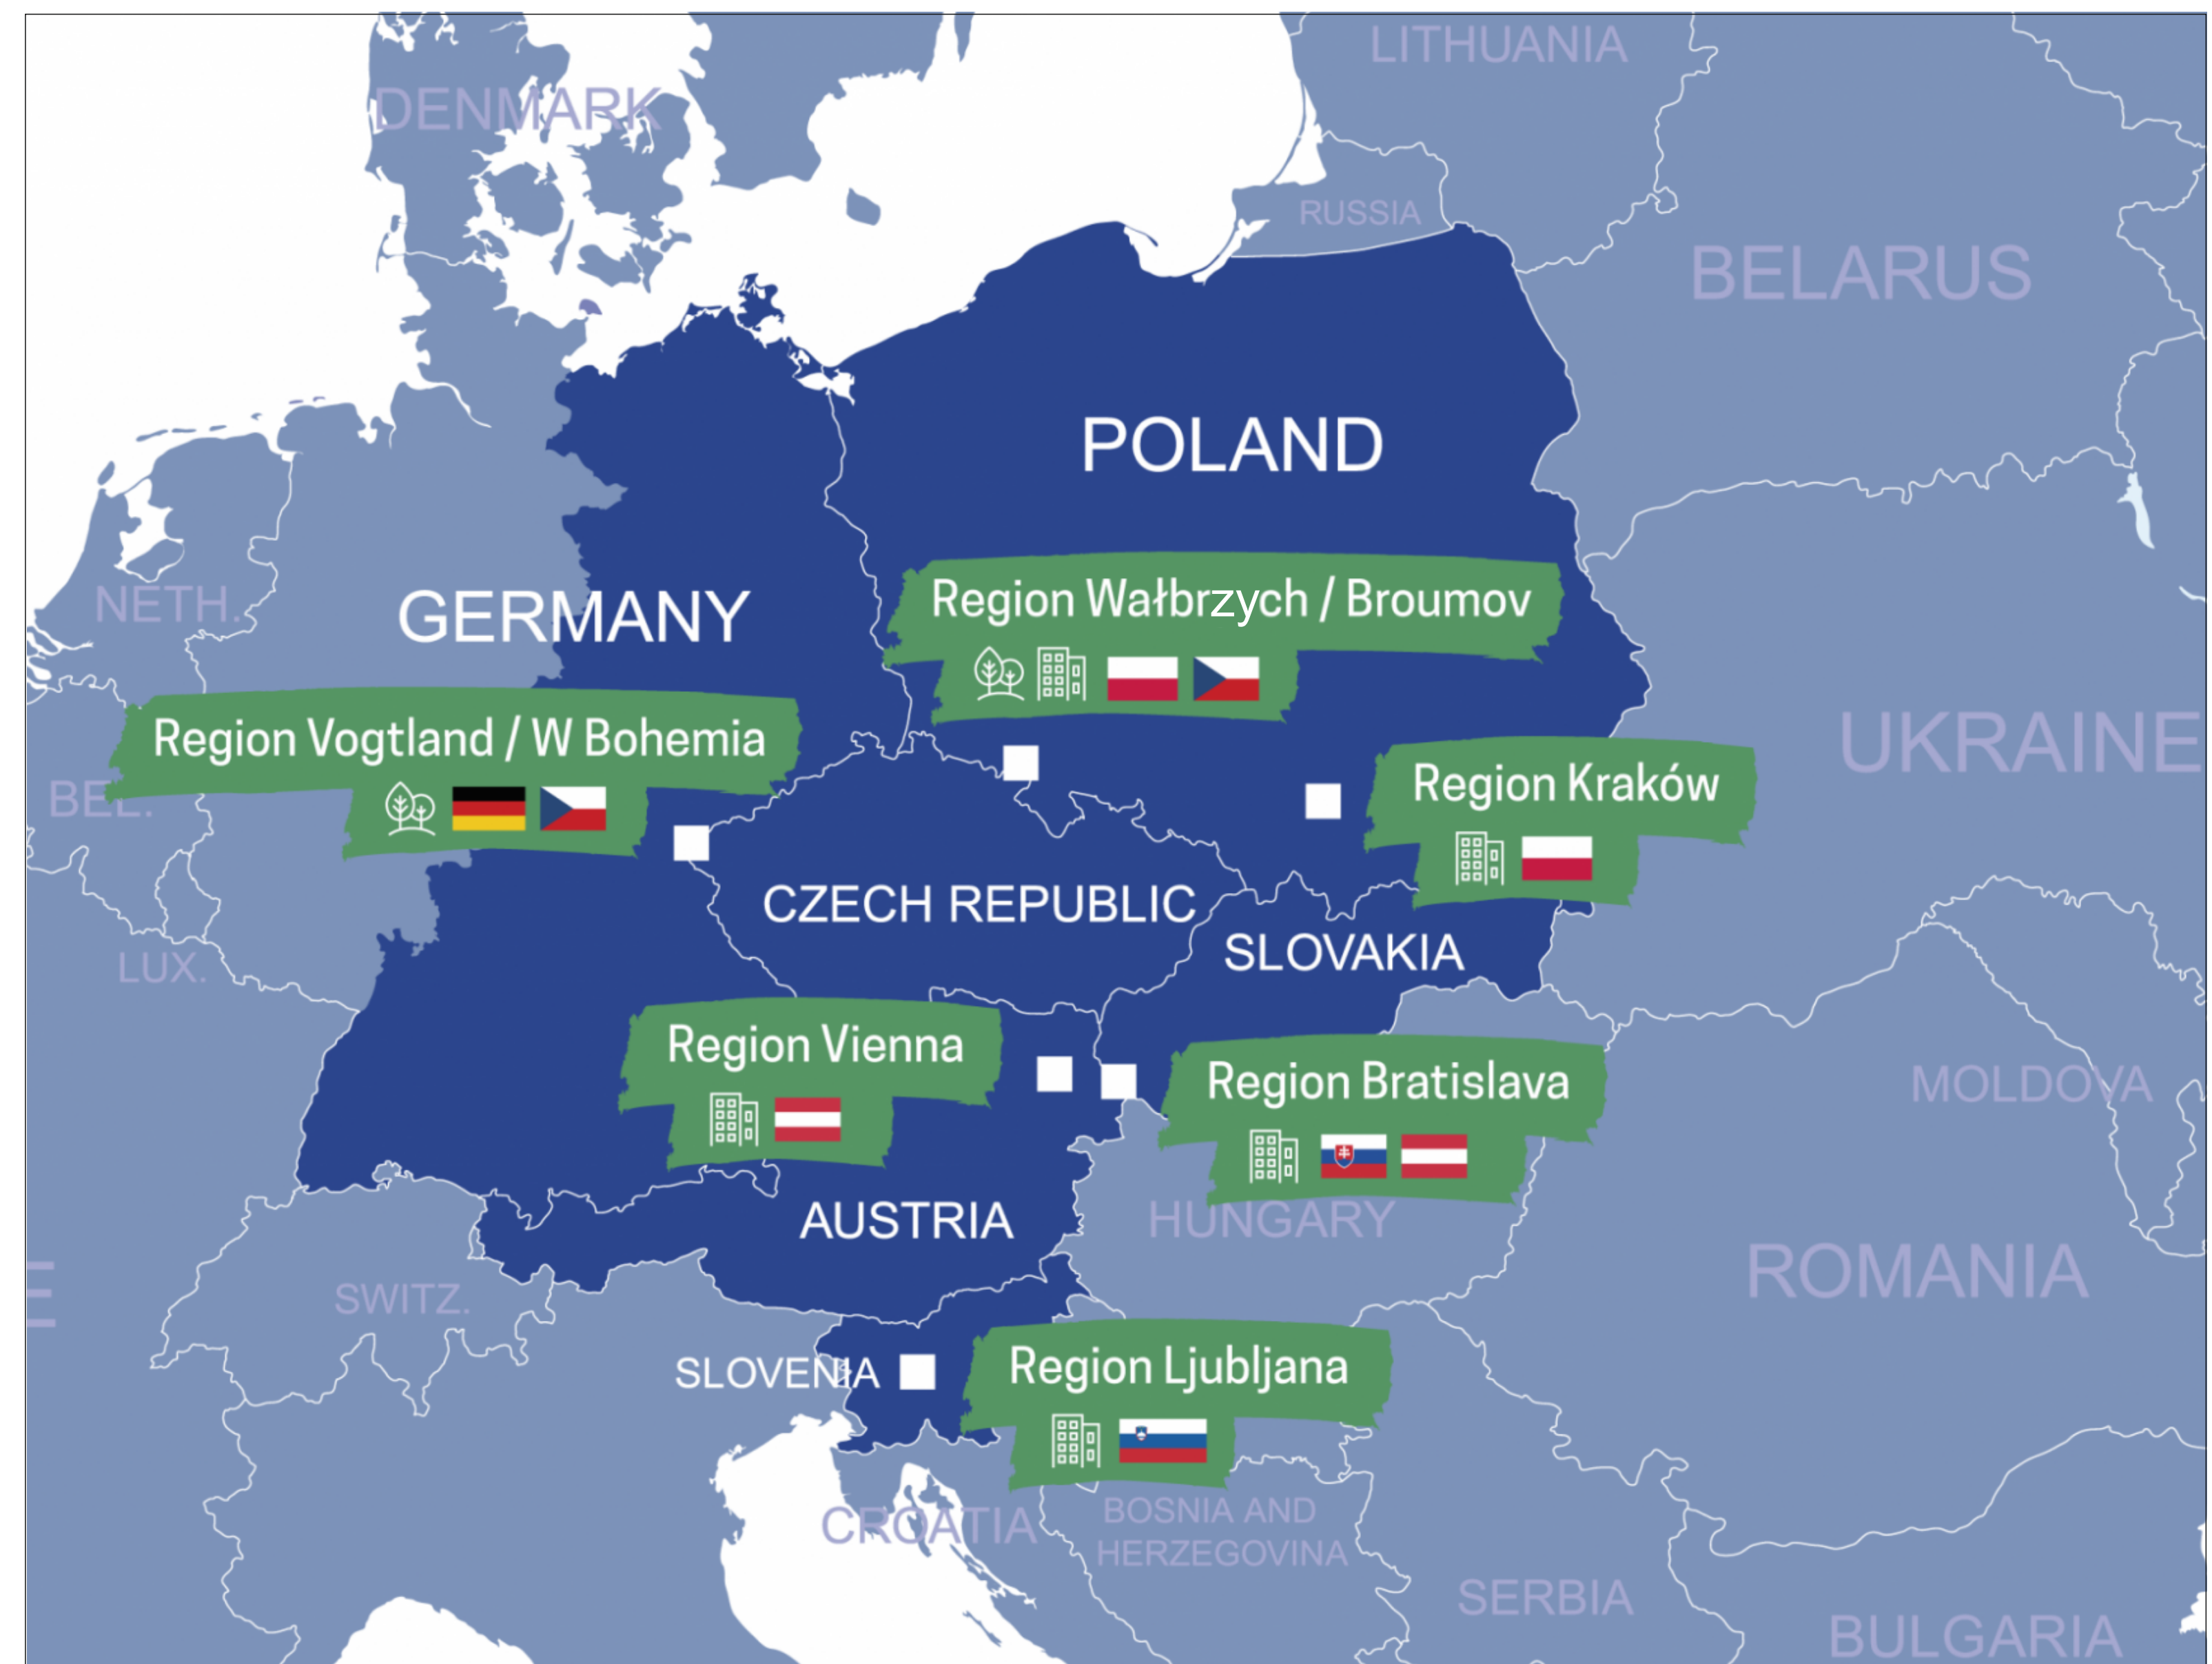 LITHUANIA
DENMARK
RUSSIA
BELARUS
POLAND
NETH.
GERMANY
Region Wałbrzych / Broumov
Region Vogtland / W Bohemia
UKRAINE
BEL.
Region Kraków
CZECH REPUBLIC
SLOVAKIA
LUX.
Region Vienna
Region Bratislava
MOLDOVA
AUSTRIA
HUNGARY
ROMANIA
E
SWITZ.
SLOVENIA
Region Ljubljana
CROATIA
BOSNIA AND
HERZEGOVINA
SERBIA
BULGARIA